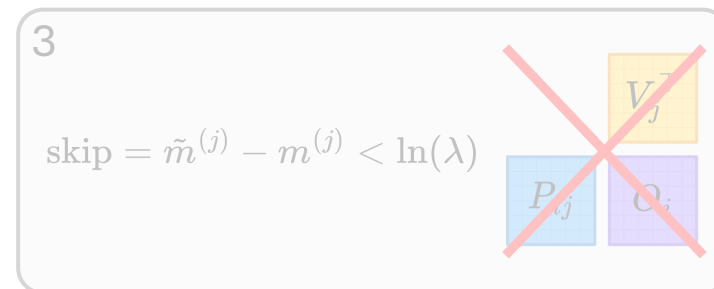 3
skip = m̃^(j) − m^(j) < ln(λ)
V_j^⊤
P_ij
O_i